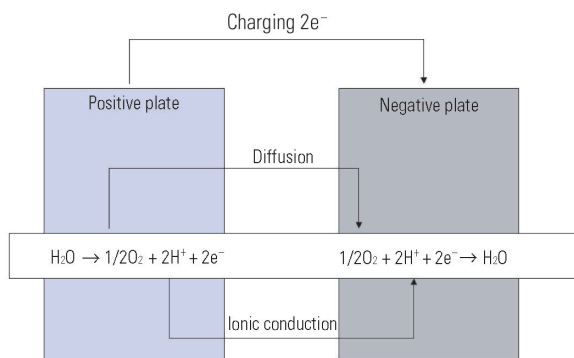 Charging 2e⁻
Positive plate
Negative plate
Diffusion
H₂O → 1/2O₂ + 2H⁺ + 2e⁻
1/2O₂ + 2H⁺ + 2e⁻ → H₂O
Ionic conduction